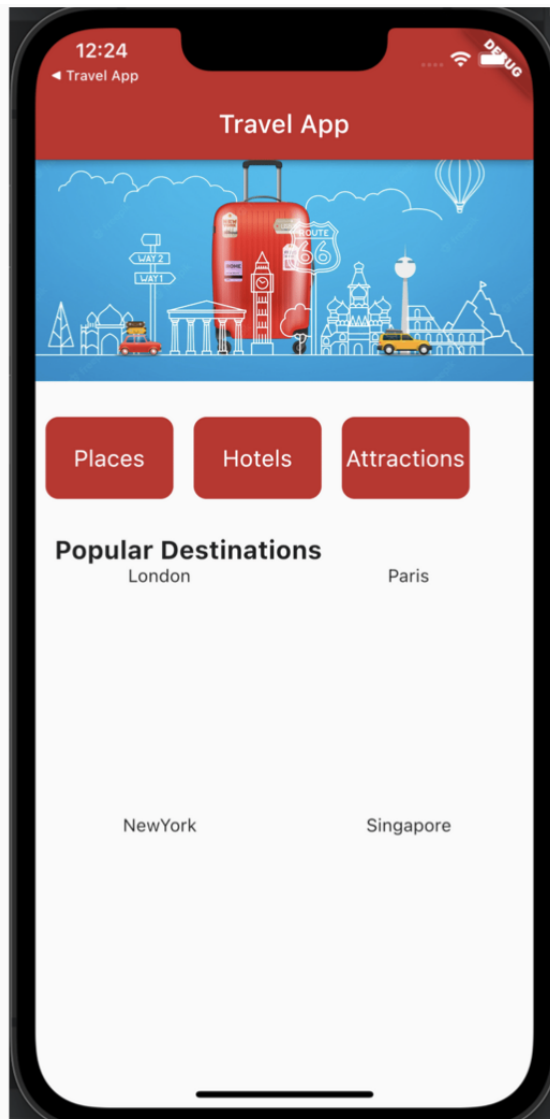 12:24
DEBUG
◀ Travel App
Travel App
ROUTE
66
WAY 2
WAY 1
Places
Hotels
Attractions
Popular Destinations
London
Paris
NewYork
Singapore